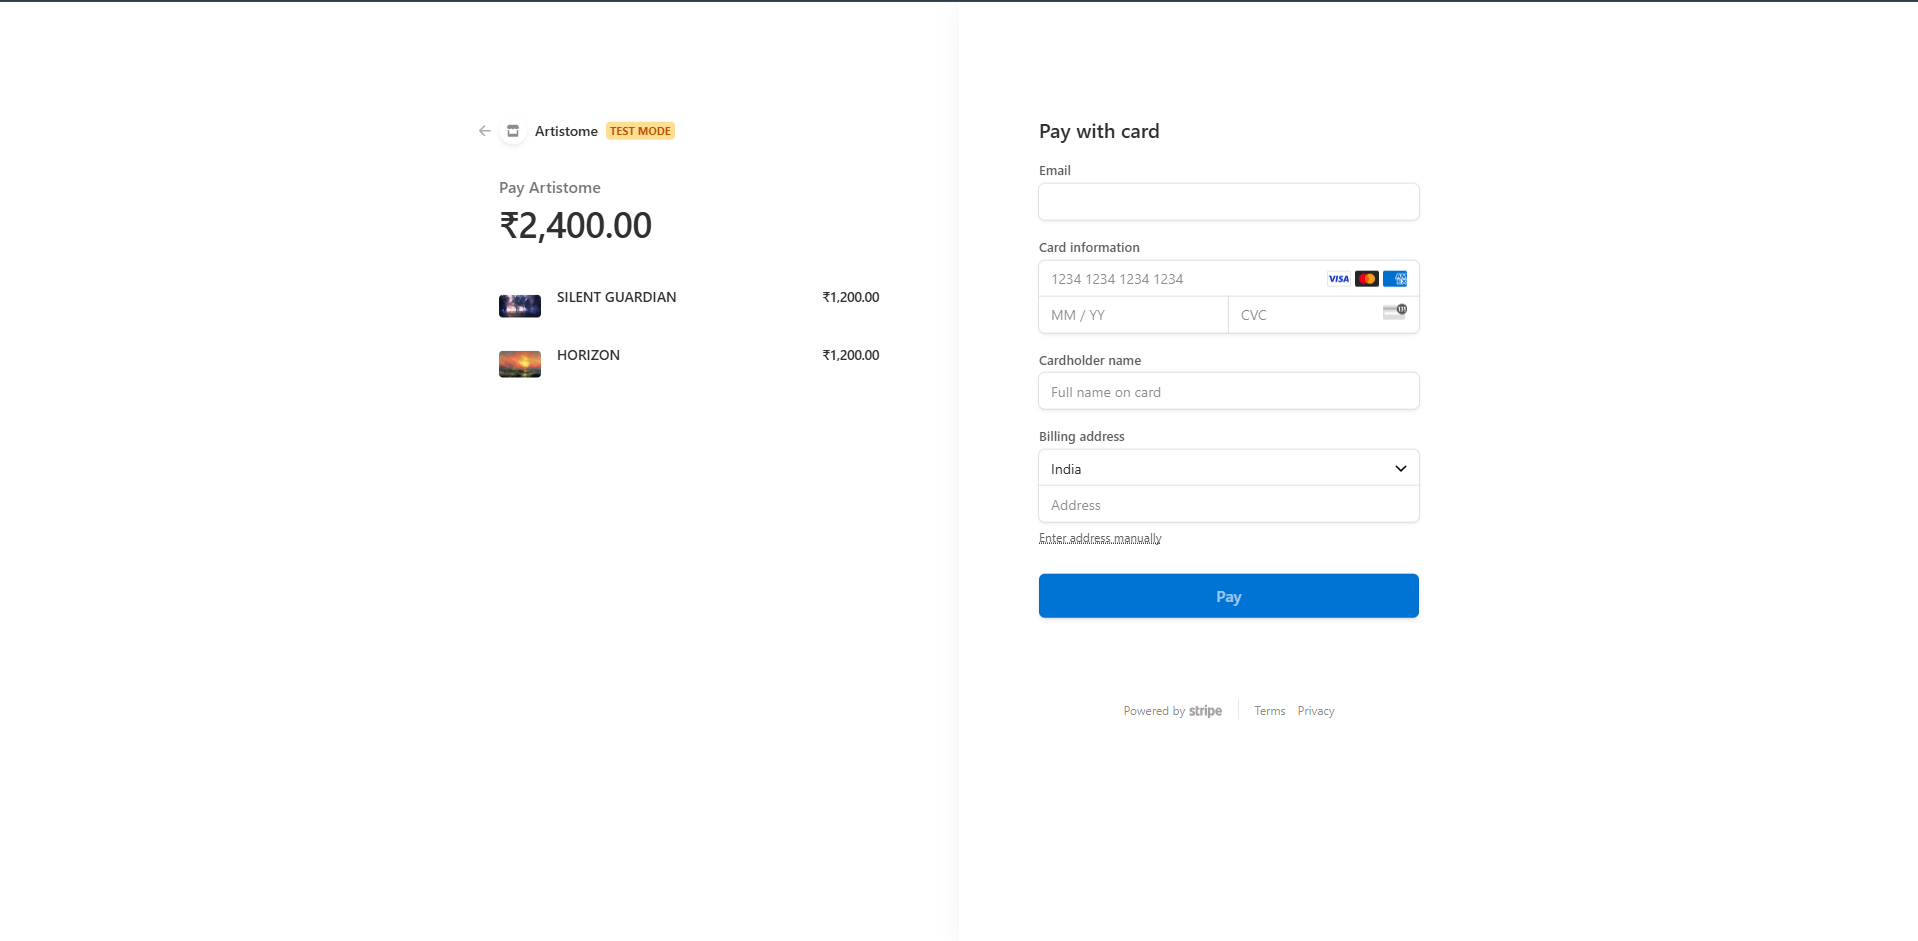 Artistome TEST MODE
Pay Artistome
₹2,400.00
SILENT GUARDIAN ₹1,200.00
HORIZON ₹1,200.00
Pay with card
Email
Card information
1234 1234 1234 1234 VISA
MM / YY CVC
Cardholder name
Full name on card
Billing address
India
Address
Enter address manually
Pay
Powered by stripe Terms Privacy